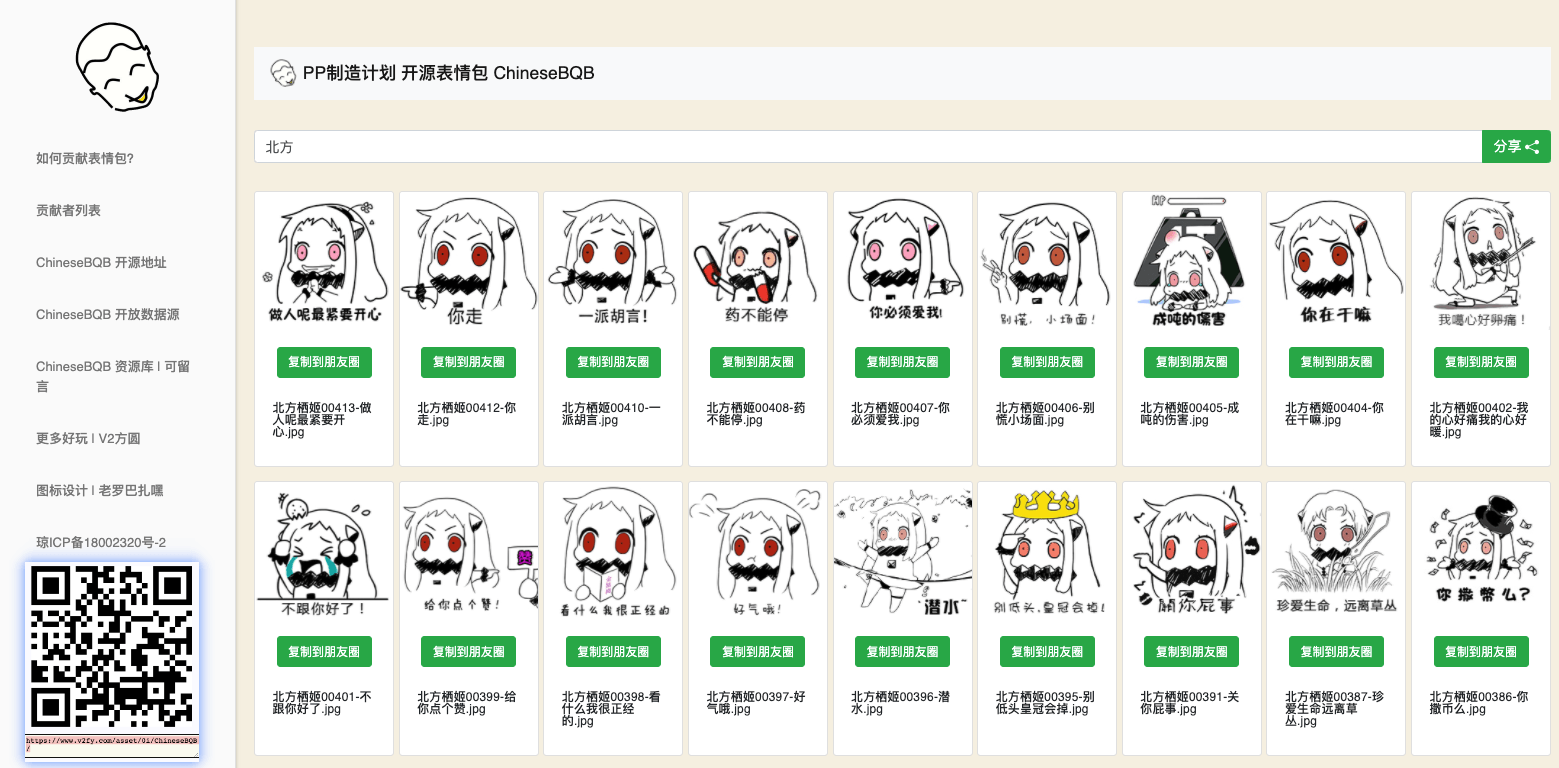 如何贡献表情包?
贡献者列表
ChineseBQB 开源地址
ChineseBQB 开放数据源
ChineseBQB 资源库 | 可留
言
更多好玩 | V2方圆
图标设计 | 老罗巴扎嘿
琼ICP备18002320号-2
https://www.v2fy.com/asset/0i/ChineseBQB
/
PP制造计划 开源表情包 ChineseBQB
北方
分享
做人呢最紧要开心
复制到朋友圈
北方栖姬00413-做
人呢最紧要开
心.jpg
你走
复制到朋友圈
北方栖姬00412-你
走.jpg
一派胡言!
复制到朋友圈
北方栖姬00410-一
派胡言.jpg
药不能停
复制到朋友圈
北方栖姬00408-药
不能停.jpg
你必须爱我!
复制到朋友圈
北方栖姬00407-你
必须爱我.jpg
别慌，小场面!
复制到朋友圈
北方栖姬00406-别
慌小场面.jpg
HP
成吨的傷害
复制到朋友圈
北方栖姬00405-成
吨的伤害.jpg
你在干嘛
复制到朋友圈
北方栖姬00404-你
在干嘛.jpg
我噶心好卵痛！
复制到朋友圈
北方栖姬00402-我
的心好痛我的心好
暖.jpg
不跟你好了！
复制到朋友圈
北方栖姬00401-不
跟你好了.jpg
赞
给你点个赞!
复制到朋友圈
北方栖姬00399-给
你点个赞.jpg
看什么我很正经的
复制到朋友圈
北方栖姬00398-看
什么我很正经
的.jpg
好气哦!
复制到朋友圈
北方栖姬00397-好
气哦.jpg
潜水
复制到朋友圈
北方栖姬00396-潜
水.jpg
别低头,皇冠会掉!
复制到朋友圈
北方栖姬00395-别
低头皇冠会掉.jpg
關你屁事
复制到朋友圈
北方栖姬00391-关
你屁事.jpg
珍爱生命，远离草丛
复制到朋友圈
北方栖姬00387-珍
爱生命远离草
丛.jpg
你撒幣么?
复制到朋友圈
北方栖姬00386-你
撒币么.jpg